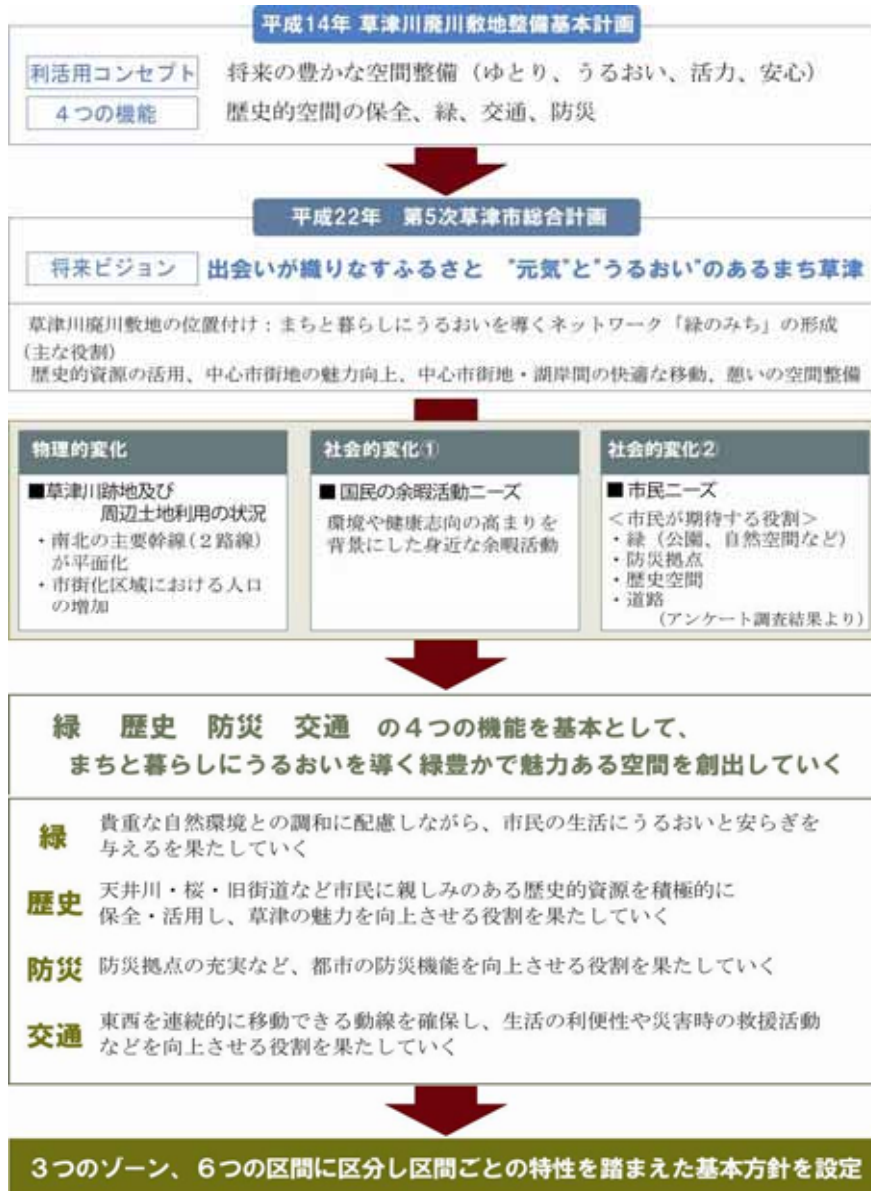 平成14年 草津川廃川敷地整備基本計画
利活用コンセプト 将来の豊かな空間整備（ゆとり、うるおい、活力、安心）
４つの機能 歴史的空間の保全、緑、交通、防災
平成22年　第5次草津市総合計画
将来ビジョン 出会いが織りなすふるさと　"元気"と"うるおい"のあるまち草津
草津川廃川敷地の位置付け：まちと暮らしにうるおいを導くネットワーク「緑のみち」の形成
(主な役割)
歴史的資源の活用、中心市街地の魅力向上、中心市街地・湖岸間の快適な移動、憩いの空間整備
物理的変化
■草津川跡地及び
周辺土地利用の状況
・南北の主要幹線(２路線)
が平面化
・市街化区域における人口
の増加
社会的変化①
■国民の余暇活動ニーズ
環境や健康志向の高まりを
背景にした身近な余暇活動
社会的変化②
■市民ニーズ
＜市民が期待する役割＞
・緑（公園、自然空間など）
・防災拠点
・歴史空間
・道路
（アンケート調査結果より）
緑　歴史　防災　交通　の４つの機能を基本として、
まちと暮らしにうるおいを導く緑豊かで魅力ある空間を創出していく
緑 貴重な自然環境との調和に配慮しながら、市民の生活にうるおいと安らぎを
与えるを果たしていく
歴史 天井川・桜・旧街道など市民に親しみのある歴史的資源を積極的に
保全・活用し、草津の魅力を向上させる役割を果たしていく
防災 防災拠点の充実など、都市の防災機能を向上させる役割を果たしていく
交通 東西を連続的に移動できる動線を確保し、生活の利便性や災害時の救援活動
などを向上させる役割を果たしていく
３つのゾーン、６つの区間に区分し区間ごとの特性を踏まえた基本方針を設定